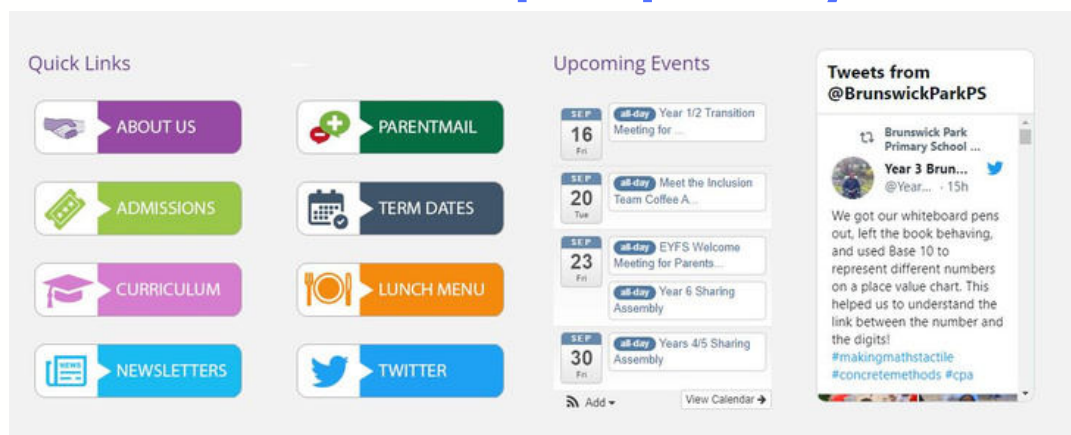 Quick Links
ABOUT US
PARENTMAIL
ADMISSIONS
TERM DATES
CURRICULUM
LUNCH MENU
NEWS
NEWSLETTERS
TWITTER
Upcoming Events
SEP
16
Fri
all-day Year 1/2 Transition
Meeting for ...
SEP
20
Tue
all-day Meet the Inclusion
Team Coffee A...
SEP
23
Fri
all-day EYFS Welcome
Meeting for Parents...
all-day Year 6 Sharing
Assembly
SEP
30
Fri
all-day Years 4/5 Sharing
Assembly
Add
View Calendar
Tweets from
@BrunswickParkPS
Brunswick Park
Primary School ...
Year 3 Brun...
@Year... · 15h
We got our whiteboard pens
out, left the book behaving,
and used Base 10 to
represent different numbers
on a place value chart. This
helped us to understand the
link between the number and
the digits!
#makingmathstactile
#concretemethods #cpa